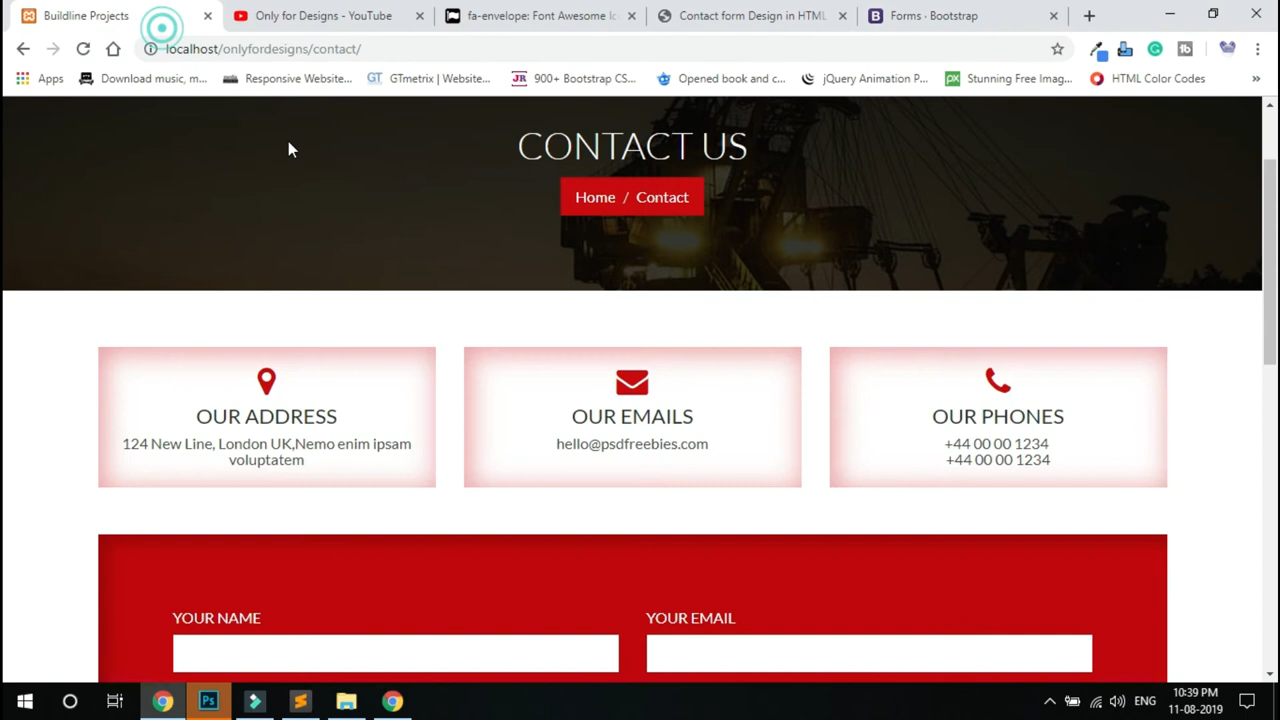 Buildline Projects
Only for Designs - YouTube
fa-envelope: Font Awesome Ic
Contact form Design in HTML
Forms · Bootstrap
localhost/onlyfordesigns/contact/
Apps
Download music, m...
Responsive Website...
GT
GTmetrix | Website...
JR
900+ Bootstrap CS...
Opened book and c...
jQuery Animation P...
px
Stunning Free Imag...
HTML Color Codes
CONTACT US
Home / Contact
OUR ADDRESS
124 New Line, London UK,Nemo enim ipsam
voluptatem
OUR EMAILS
hello@psdfreebies.com
OUR PHONES
+44 00 00 1234
+44 00 00 1234
YOUR NAME
YOUR EMAIL
Ps
ENG
10:39 PM
11-08-2019